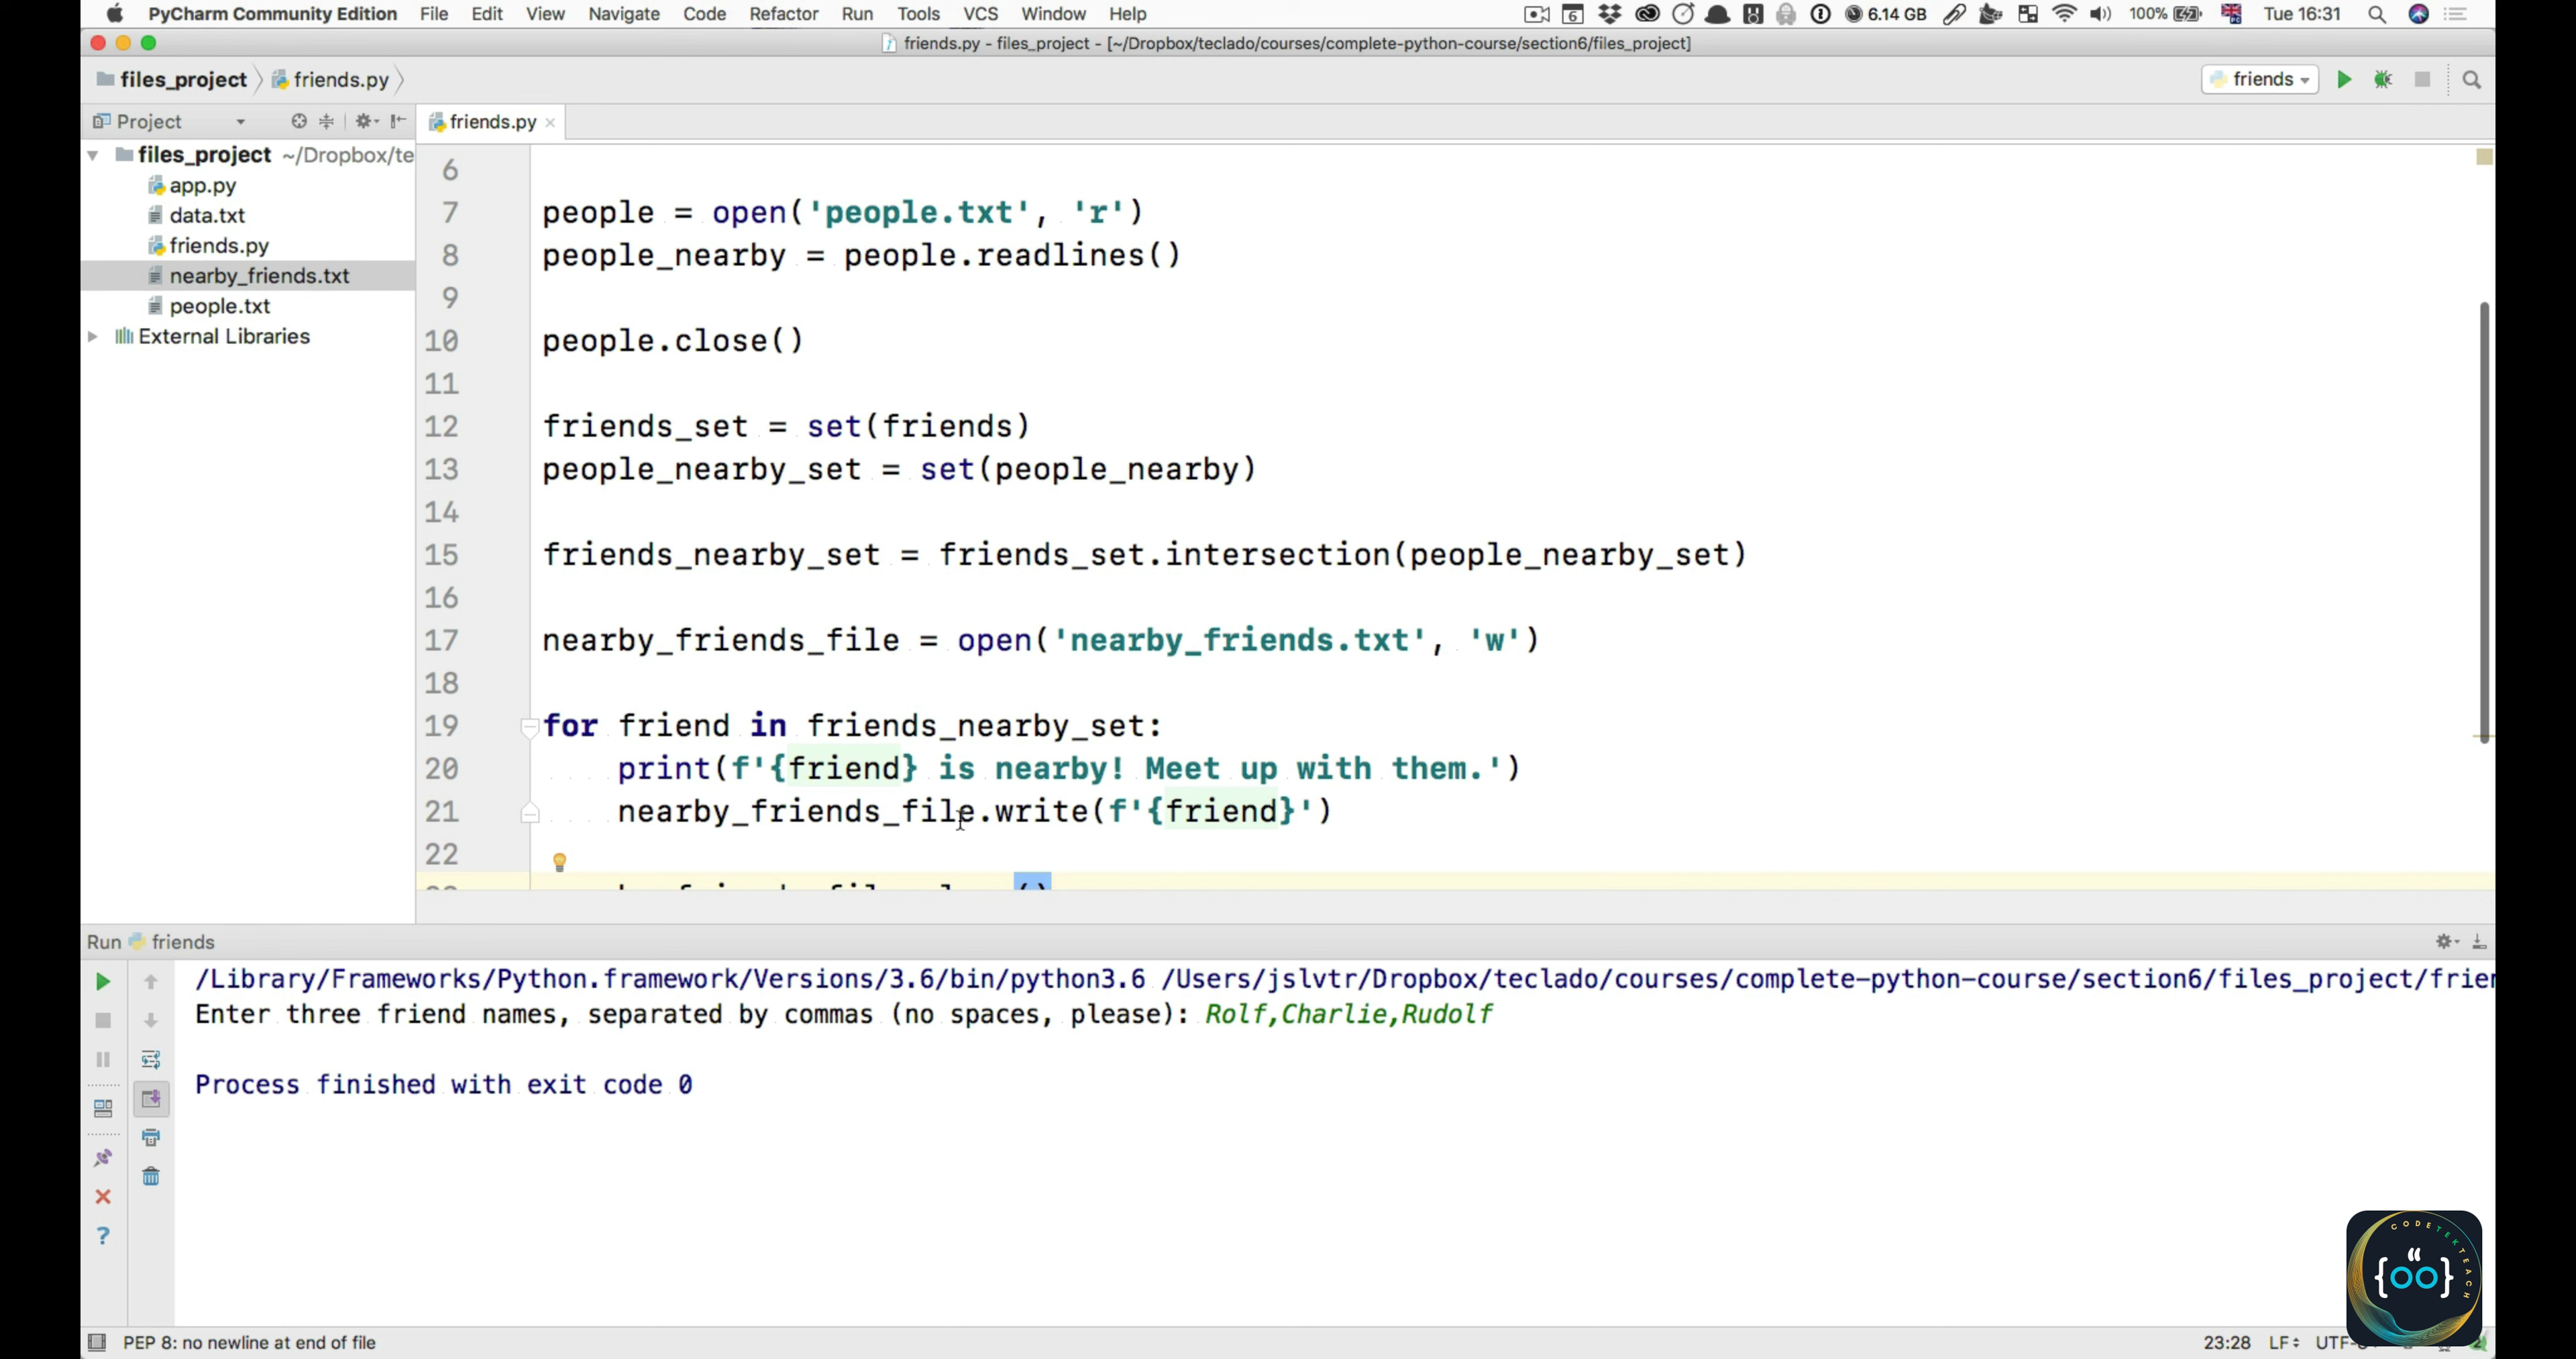 PyCharm Community Edition File Edit View Navigate Code Refactor Run Tools VCS Window Help 6 6.14 GB 100% Tue 16:31
friends.py - files_project - [~/Dropbox/teclado/courses/complete-python-course/section6/files_project]
files_project friends.py friends
Project
friends.py
files_project ~/Dropbox/te
app.py
data.txt
friends.py
nearby_friends.txt
people.txt
External Libraries
6
7 people = open('people.txt', 'r')
8 people_nearby = people.readlines()
9
10 people.close()
11
12 friends_set = set(friends)
13 people_nearby_set = set(people_nearby)
14
15 friends_nearby_set = friends_set.intersection(people_nearby_set)
16
17 nearby_friends_file = open('nearby_friends.txt', 'w')
18
19 for friend in friends_nearby_set:
20 print(f'{friend} is nearby! Meet up with them.')
21 nearby_friends_file.write(f'{friend}')
22
Run friends
/Library/Frameworks/Python.framework/Versions/3.6/bin/python3.6 /Users/jslvtr/Dropbox/teclado/courses/complete-python-course/section6/files_project/frien
Enter three friend names, separated by commas (no spaces, please): Rolf,Charlie,Rudolf
Process finished with exit code 0
CODETEKTEACH
PEP 8: no newline at end of file
23:28 LF UTF-